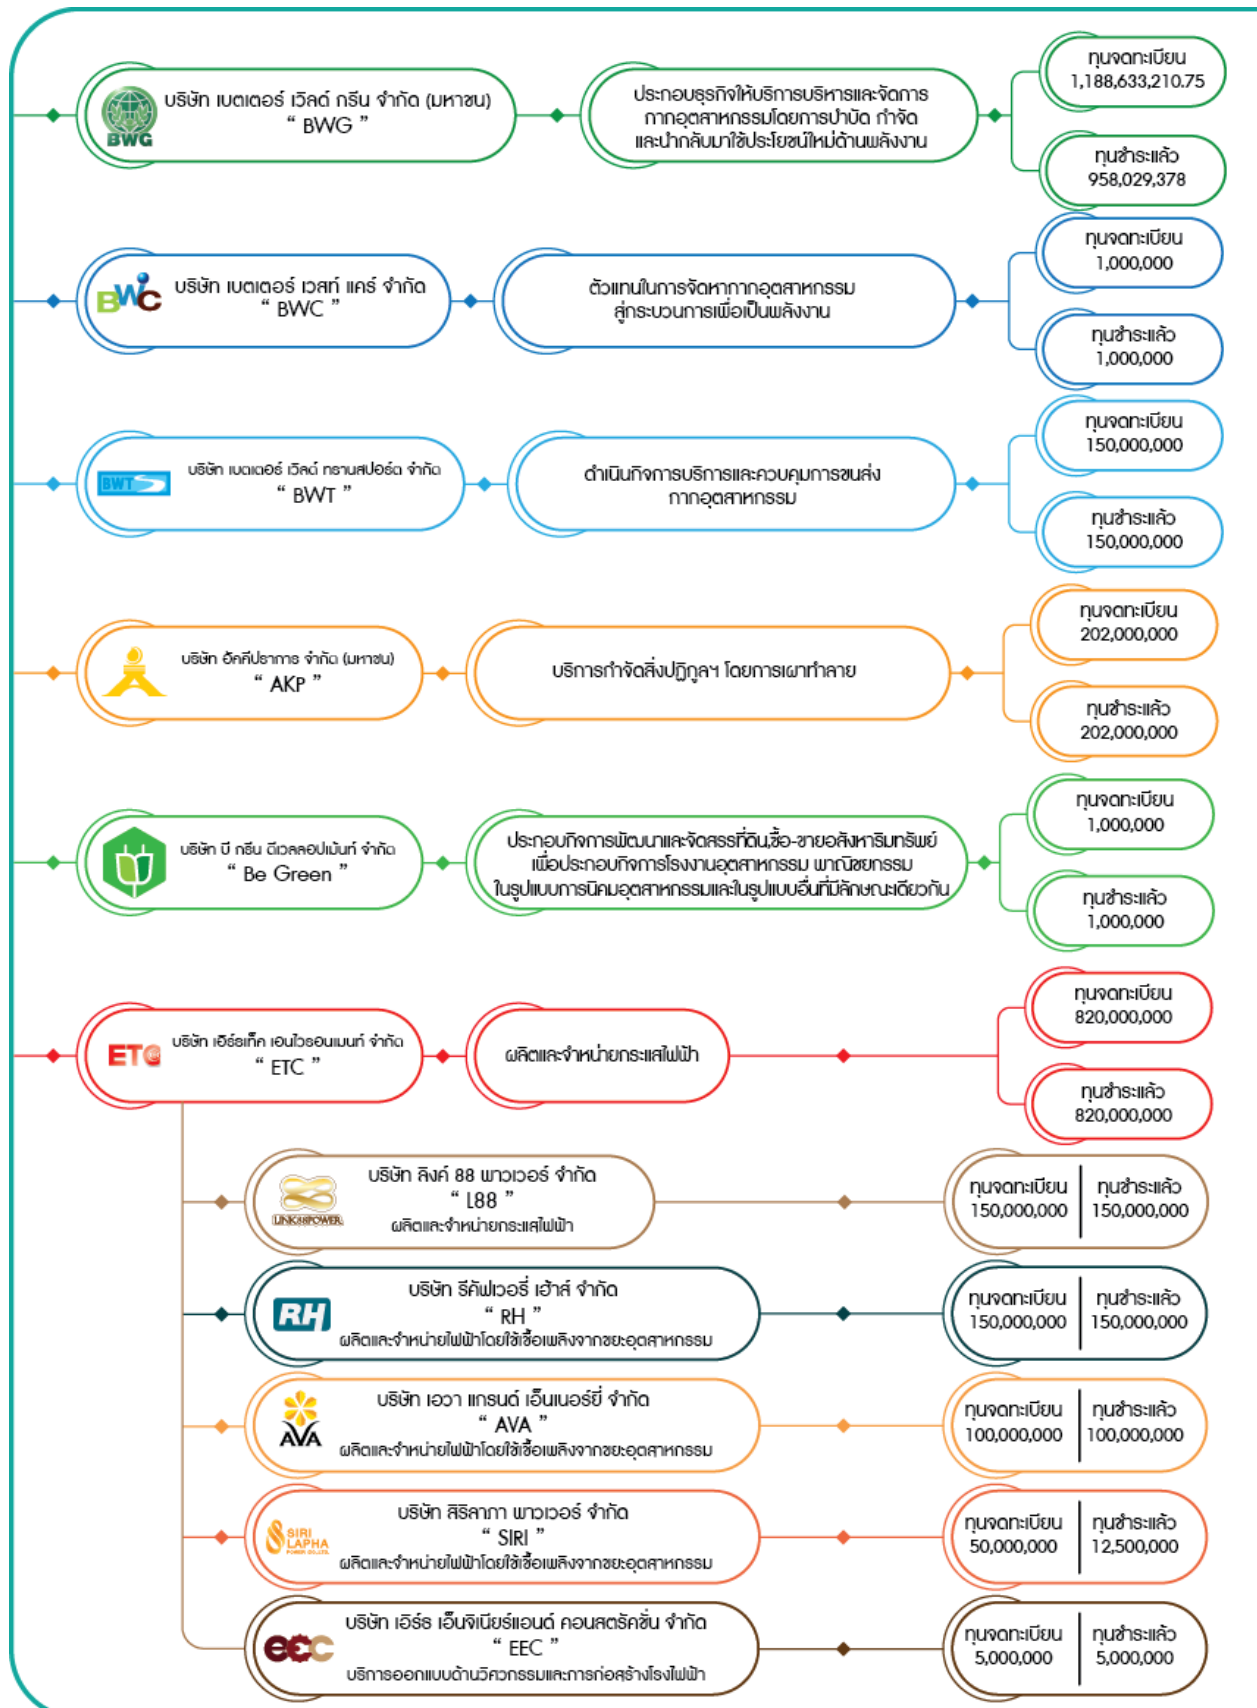 BWG
บริษัท เบตเตอร์ เวิลด์ กรีน จำกัด (มหาชน)
“ BWG ”
ประกอบธุรกิจให้บริการบริหารและจัดการ
กากอุตสาหกรรมโดยการบำบัด กำจัด
และนำกลับมาใช้ประโยชน์ใหม่ด้านพลังงาน
ทุนจดทะเบียน
1,188,633,210.75
ทุนชำระแล้ว
958,029,378
BWC
บริษัท เบตเตอร์ เวสท์ แคร์ จำกัด
“ BWC ”
ตัวแทนในการจัดหากากอุตสาหกรรม
สู่กระบวนการเพื่อเป็นพลังงาน
ทุนจดทะเบียน
1,000,000
ทุนชำระแล้ว
1,000,000
BWT
บริษัท เบตเตอร์ เวิลด์ ทรานสปอร์ต จำกัด
“ BWT ”
ดำเนินกิจการบริการและควบคุมการขนส่ง
กากอุตสาหกรรม
ทุนจดทะเบียน
150,000,000
ทุนชำระแล้ว
150,000,000
บริษัท อัคคีปราการ จำกัด (มหาชน)
“ AKP ”
บริการกำจัดสิ่งปฏิกูลฯ โดยการเผาทำลาย
ทุนจดทะเบียน
202,000,000
ทุนชำระแล้ว
202,000,000
บริษัท บี กรีน ดีเวลลอปเม้นท์ จำกัด
“ Be Green ”
ประกอบกิจการพัฒนาและจัดสรรที่ดิน,ซื้อ-ขายอสังหาริมทรัพย์
เพื่อประกอบกิจการโรงงานอุตสาหกรรม พาณิชยกรรม
ในรูปแบบการนิคมอุตสาหกรรมและในรูปแบบอื่นที่มีลักษณะเดียวกัน
ทุนจดทะเบียน
1,000,000
ทุนชำระแล้ว
1,000,000
ETC
บริษัท เอิร์ธเท็ค เอนไวรอนเมนท์ จำกัด
“ ETC ”
ผลิตและจำหน่ายกระแสไฟฟ้า
ทุนจดทะเบียน
820,000,000
ทุนชำระแล้ว
820,000,000
LINK88POWER
บริษัท ลิงค์ 88 พาวเวอร์ จำกัด
“ L88 ”
ผลิตและจำหน่ายกระแสไฟฟ้า
ทุนจดทะเบียน
150,000,000
ทุนชำระแล้ว
150,000,000
RH
บริษัท รีคัฟเวอรี่ เฮ้าส์ จำกัด
“ RH ”
ผลิตและจำหน่ายไฟฟ้าโดยใช้เชื้อเพลิงจากขยะอุตสาหกรรม
ทุนจดทะเบียน
150,000,000
ทุนชำระแล้ว
150,000,000
AVA
บริษัท เอวา แกรนด์ เอ็นเนอร์ยี่ จำกัด
“ AVA ”
ผลิตและจำหน่ายไฟฟ้าโดยใช้เชื้อเพลิงจากขยะอุตสาหกรรม
ทุนจดทะเบียน
100,000,000
ทุนชำระแล้ว
100,000,000
SIRI
LAPHA
POWER CO.,LTD.
บริษัท สิริลาภา พาวเวอร์ จำกัด
“ SIRI ”
ผลิตและจำหน่ายไฟฟ้าโดยใช้เชื้อเพลิงจากขยะอุตสาหกรรม
ทุนจดทะเบียน
50,000,000
ทุนชำระแล้ว
12,500,000
eec
บริษัท เอิร์ธ เอ็นจิเนียร์แอนด์ คอนสตรัคชั่น จำกัด
“ EEC ”
บริการออกแบบด้านวิศวกรรมและการก่อสร้างโรงไฟฟ้า
ทุนจดทะเบียน
5,000,000
ทุนชำระแล้ว
5,000,000